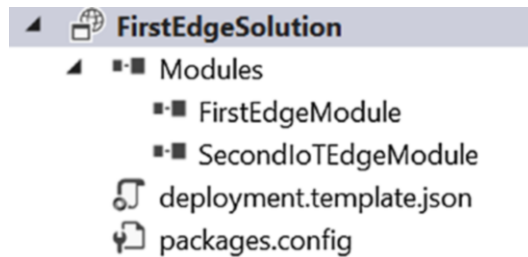 FirstEdgeSolution
Modules
FirstEdgeModule
SecondIoTEdgeModule
deployment.template.json
packages.config